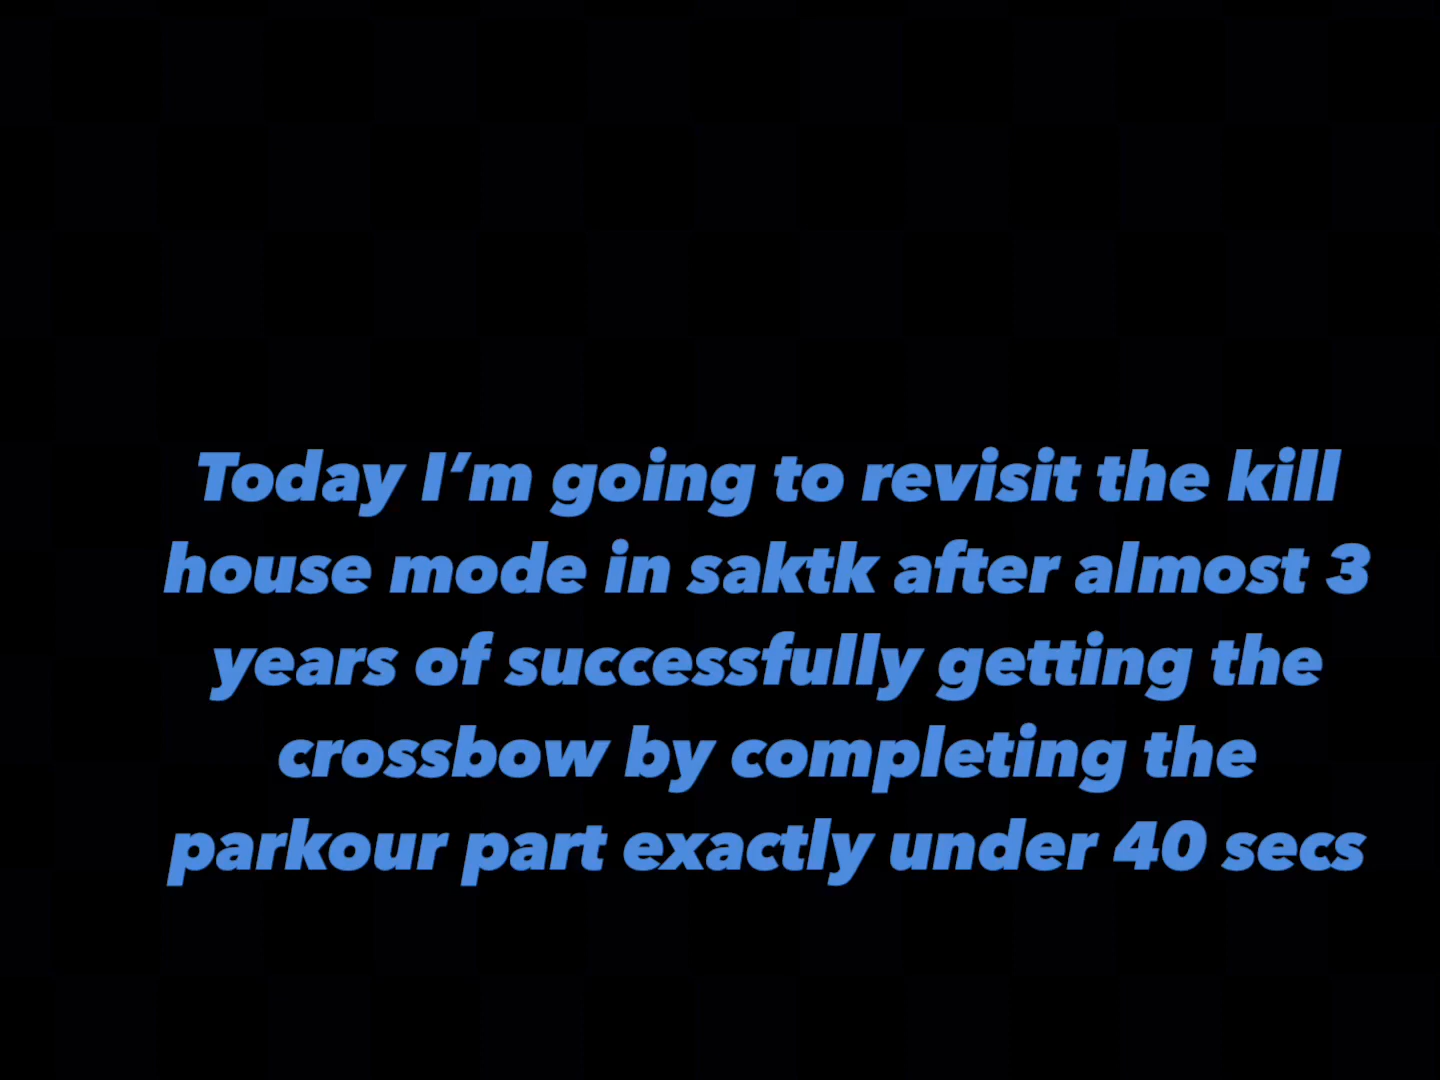 Today I’m going to revisit the kill
house mode in saktk after almost 3
years of successfully getting the
crossbow by completing the
parkour part exactly under 40 secs